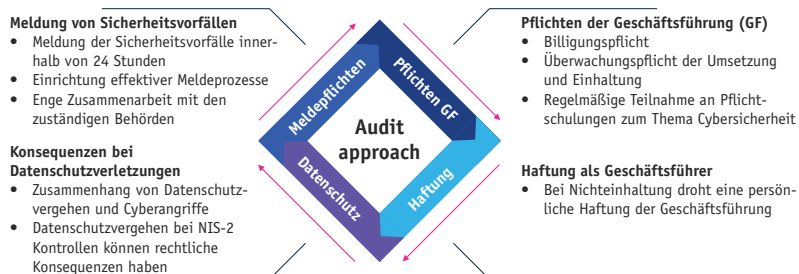 Meldung von Sicherheitsvorfällen
• Meldung der Sicherheitsvorfälle inner-
halb von 24 Stunden
• Einrichtung effektiver Meldeprozesse
• Enge Zusammenarbeit mit den
zuständigen Behörden
Konsequenzen bei
Datenschutzverletzungen
• Zusammenhang von Datenschutz-
vergehen und Cyberangriffe
• Datenschutzvergehen bei NIS-2
Kontrollen können rechtliche
Konsequenzen haben
Meldepflichten
Pflichten GF
Audit
approach
Datenschutz
Haftung
Pflichten der Geschäftsführung (GF)
• Billigungspflicht
• Überwachungspflicht der Umsetzung
und Einhaltung
• Regelmäßige Teilnahme an Pflicht-
schulungen zum Thema Cybersicherheit
Haftung als Geschäftsführer
• Bei Nichteinhaltung droht eine persön-
liche Haftung der Geschäftsführung